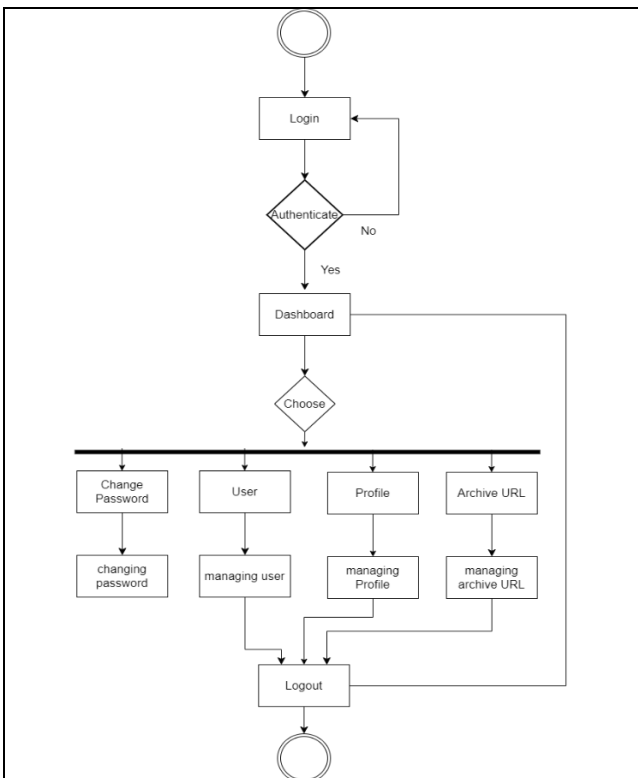 Login
Authenticate
No
Yes
Dashboard
Choose
Change
Password
User
Profile
Archive URL
changing
password
managing user
managing
Profile
managing
archive URL
Logout